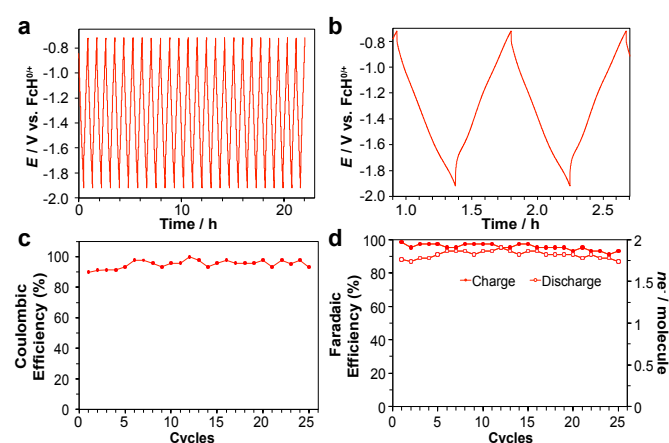 a
b
-0.8
-1.0
-1.2
-1.4
-1.6
-1.8
-2.0
E / V vs. FcH0/+
0
10
20
Time / h
-0.8
-1.0
-1.2
-1.4
-1.6
-1.8
-2.0
E / V vs. FcH0/+
1.0
1.5
2.0
2.5
Time / h
c
d
100
80
60
40
20
0
Coulombic
Efficiency (%)
0
5
10
15
20
25
Cycles
100
80
60
40
20
0
Faradaic
Efficiency (%)
Charge
Discharge
2
1.5
1
0.5
0
ne- / molecule
0
5
10
15
20
25
Cycles